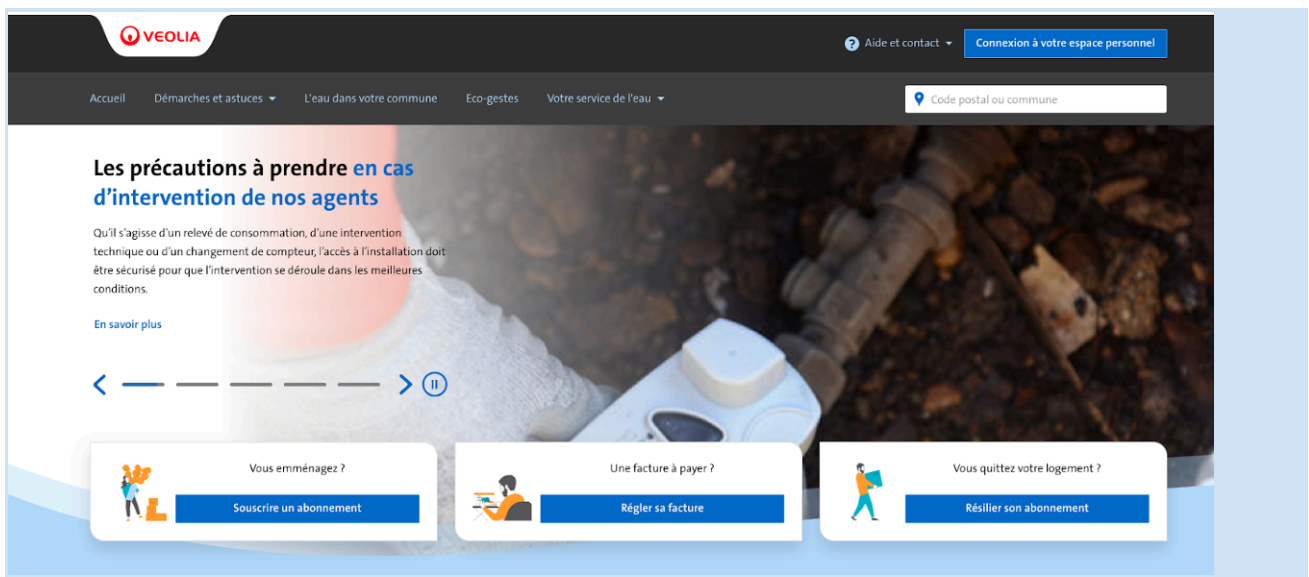 VEOLIA
Aide et contact
Connexion à votre espace personnel
Accueil
Démarches et astuces
L'eau dans votre commune
Eco-gestes
Votre service de l'eau
Code postal ou commune
Les précautions à prendre en cas
d'intervention de nos agents
Qu'il s'agisse d'un relevé de consommation, d'une intervention
technique ou d'un changement de compteur, l'accès à l'installation doit
être sécurisé pour que l'intervention se déroule dans les meilleures
conditions.
En savoir plus
Vous emménagez ?
Souscrire un abonnement
Une facture à payer ?
Régler sa facture
Vous quittez votre logement ?
Résilier son abonnement